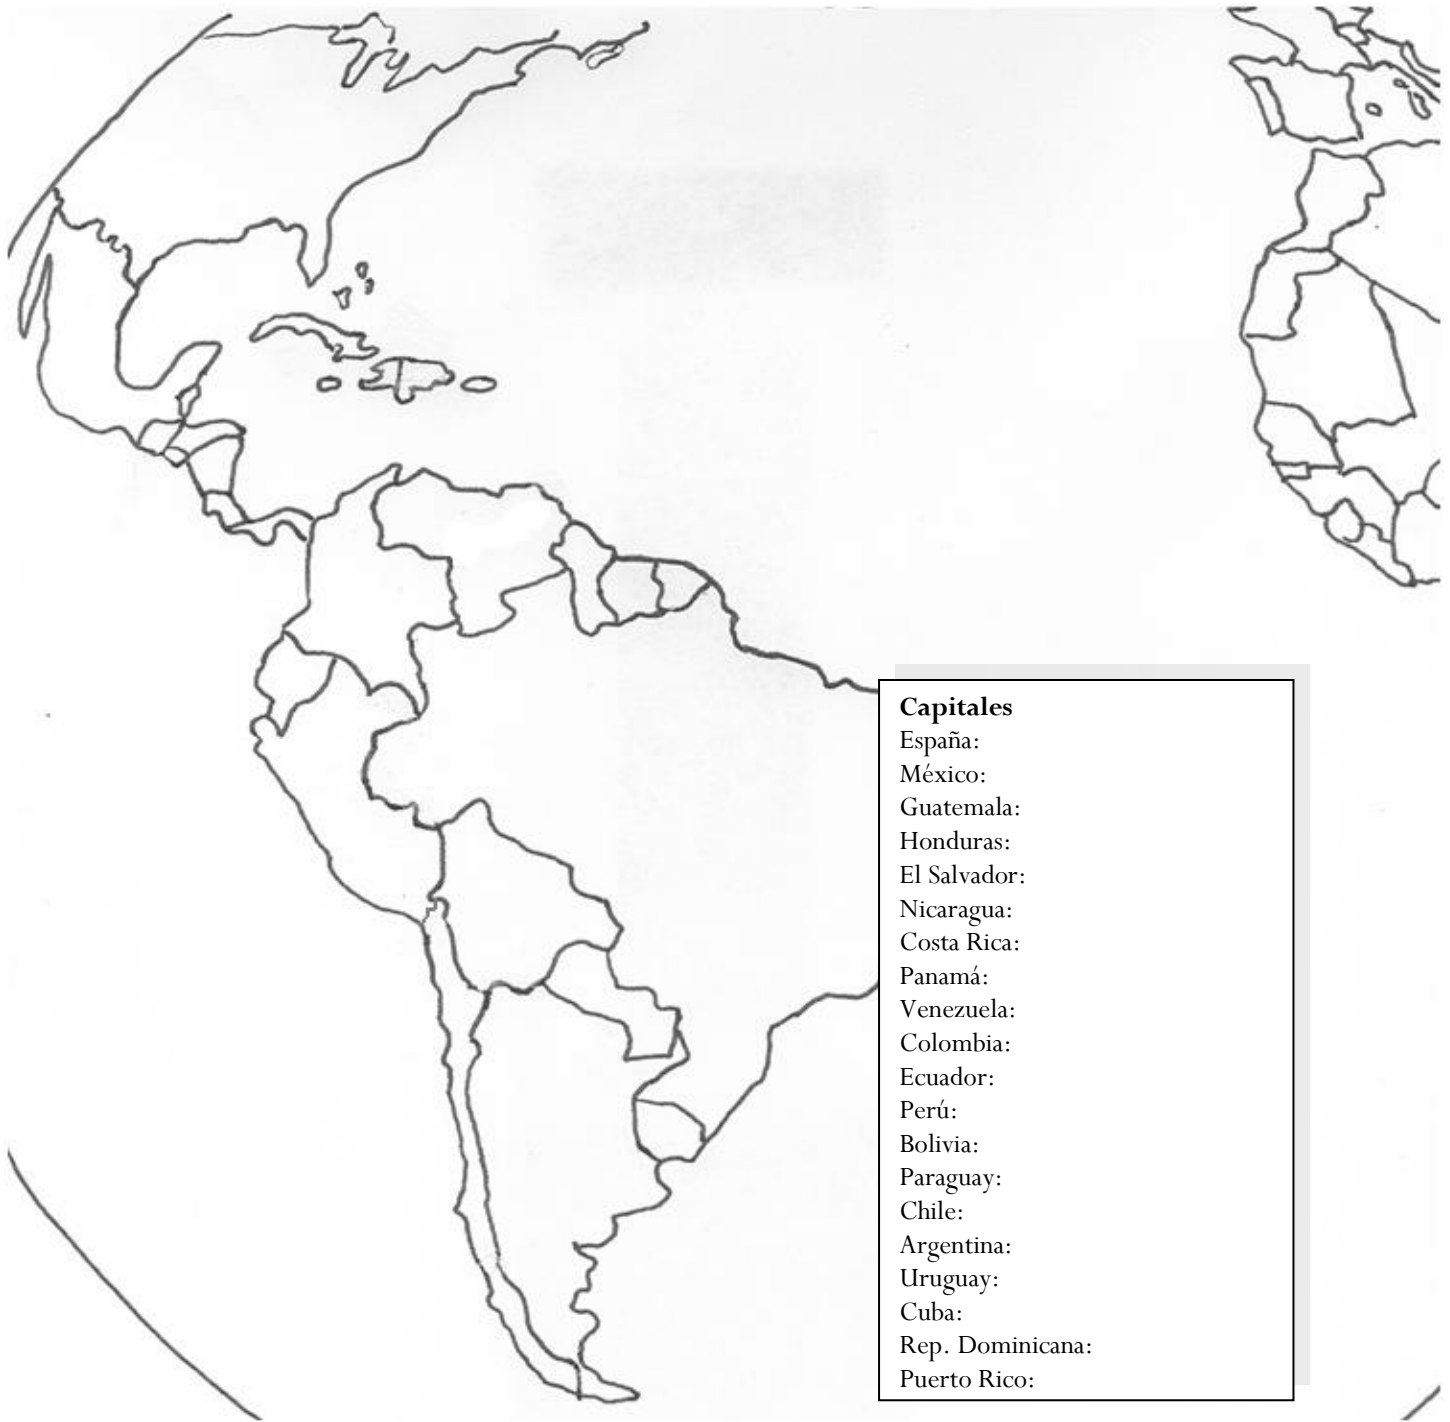 Capitales
España:
México:
Guatemala:
Honduras:
El Salvador:
Nicaragua:
Costa Rica:
Panamá:
Venezuela:
Colombia:
Ecuador:
Perú:
Bolivia:
Paraguay:
Chile:
Argentina:
Uruguay:
Cuba:
Rep. Dominicana:
Puerto Rico: